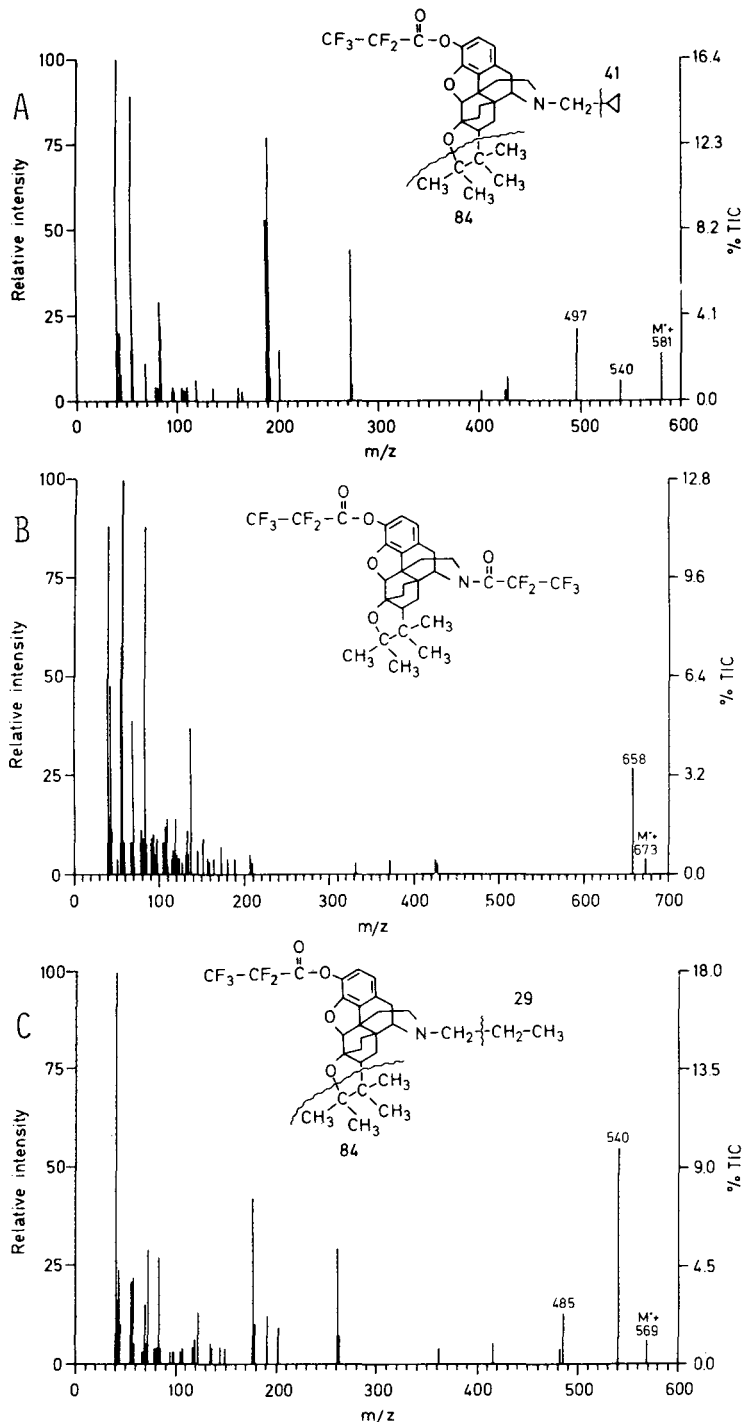 A
Relative intensity
100
75
50
25
0
0 100 200 300 400 500 600
m/z
16.4
12.3
8.2
4.1
0.0
% TIC
O
CF3–CF2–C–O
O
41
N–CH2
O
C–CH3
C
CH3 CH3 CH3
84
497
540
M·+
581
B
Relative intensity
100
75
50
25
0
0 100 200 300 400 500 600 700
m/z
12.8
9.6
6.4
3.2
0.0
% TIC
O
CF3–CF2–C–O
O
O
N–C–CF2–CF3
O
C–CH3
C
CH3 CH3
CH3
658
M·+
673
C
Relative intensity
100
75
50
25
0
0 100 200 300 400 500 600
m/z
18.0
13.5
9.0
4.5
0.0
% TIC
O
CF3–CF2–C–O
O
29
N–CH2–CH2–CH3
O
C–CH3
C
CH3 CH3 CH3
84
485
540
M·+
569